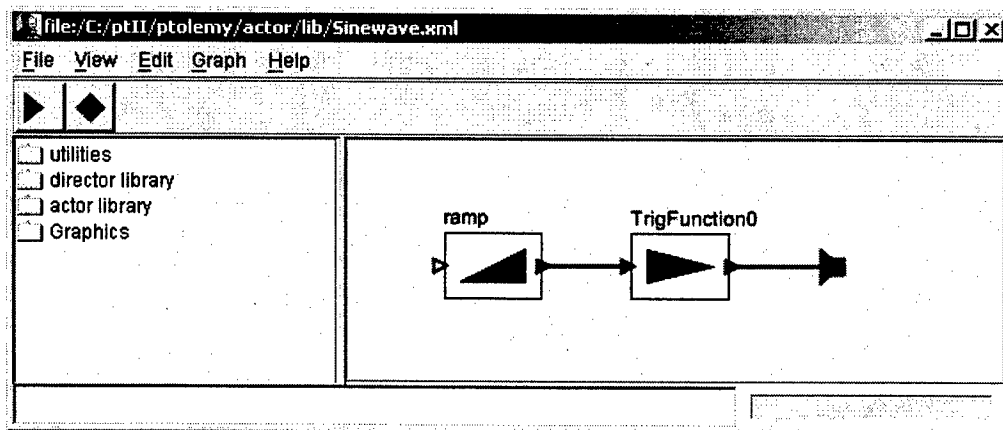 file:/C:/ptII/ptolemy/actor/lib/Sinewave.xml
File View Edit Graph Help
utilities
director library
actor library
Graphics
ramp TrigFunction0